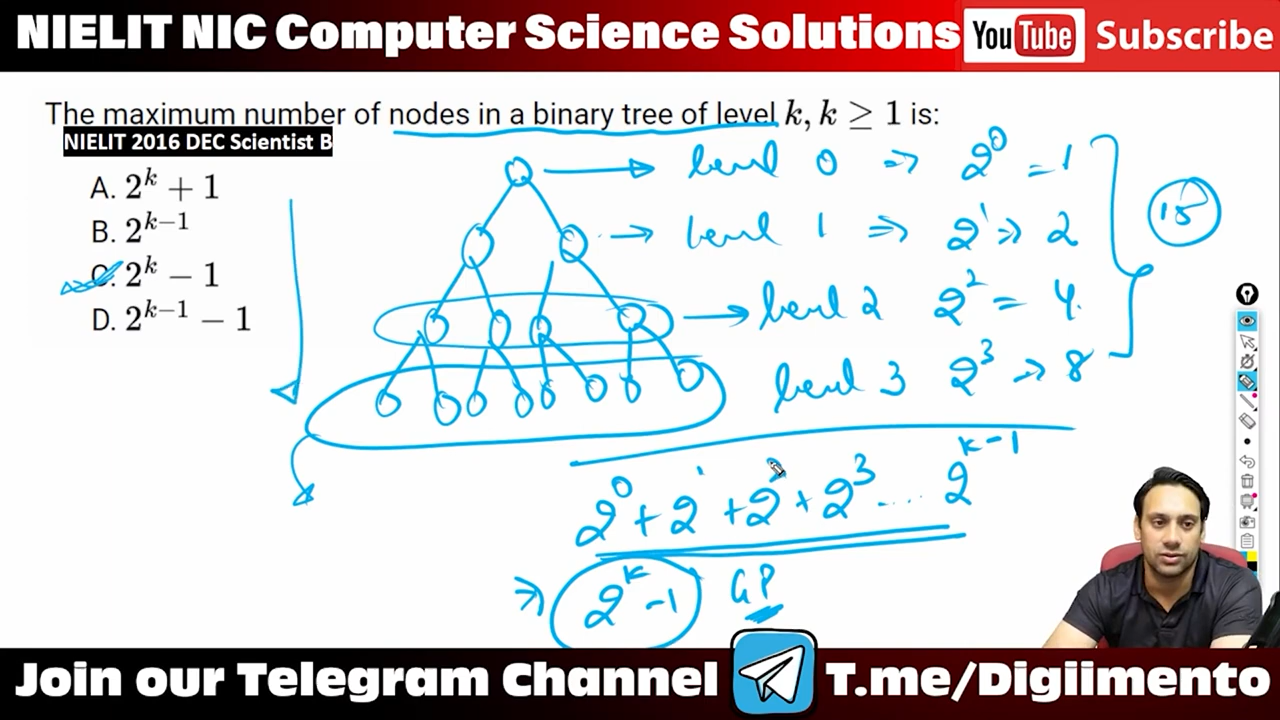 NIELIT NIC Computer Science Solutions YouTube Subscribe
The maximum number of nodes in a binary tree of level k, k ≥ 1 is:
NIELIT 2016 DEC Scientist B
A. 2^k + 1
B. 2^{k−1}
C. 2^k − 1
D. 2^{k−1} − 1
level 0 ⇒ 2^0 = 1
level 1 ⇒ 2^1 ⇒ 2
level 2 2^2 = 4
level 3 2^3 → 8
15
2^0 + 2^1 + 2^2 + 2^3 .... 2^{k-1}
⇒ 2^k - 1 GP
Join our Telegram Channel T.me/Digiimento